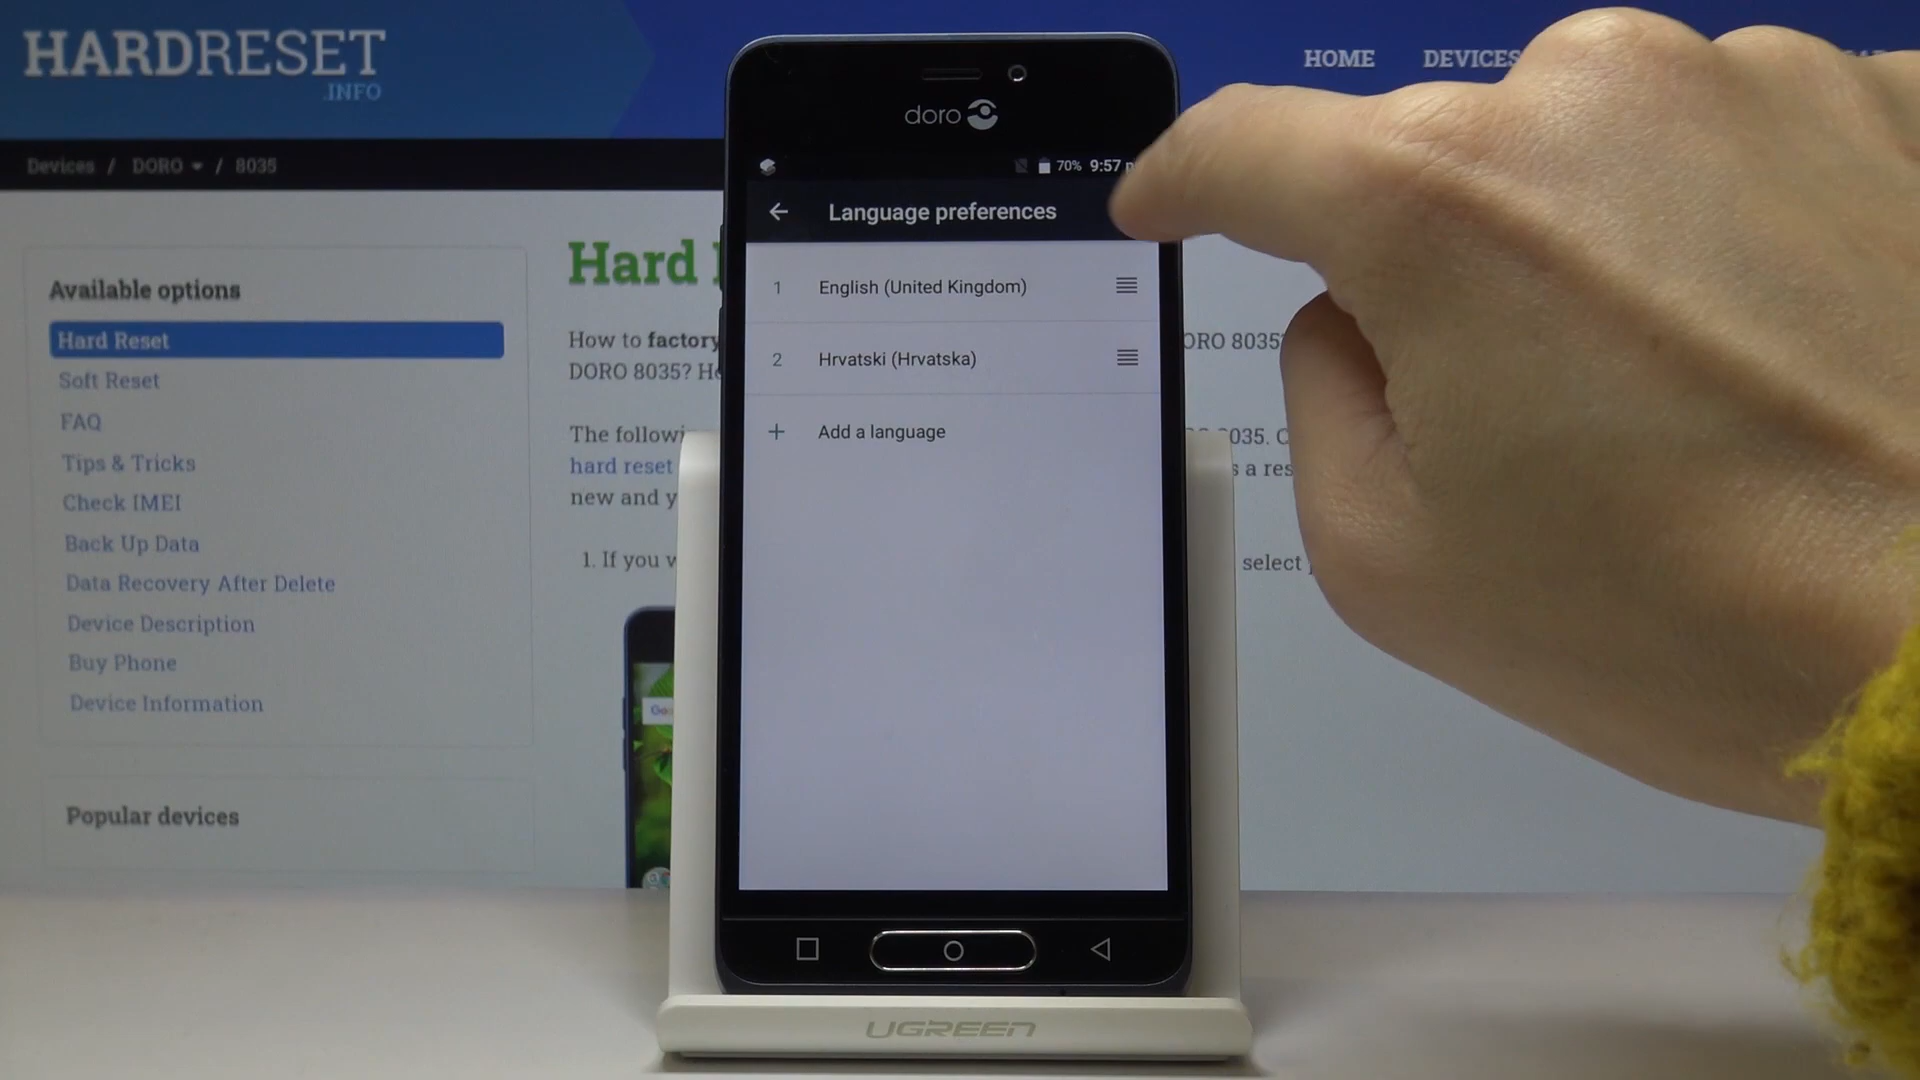 HARDRESET
.INFO
HOME DEVICES
Devices / DORO / 8035
Available options
Hard Reset
Soft Reset
FAQ
Tips & Tricks
Check IMEI
Back Up Data
Data Recovery After Delete
Device Description
Buy Phone
Device Information
Popular devices
Hard
How to factory
DORO 8035?
The
hard reset
new and
1. If you
8035?
035.
s a
select
doro
70% 9:57
Language preferences
1 English (United Kingdom)
2 Hrvatski (Hrvatska)
+ Add a language
UGREEN